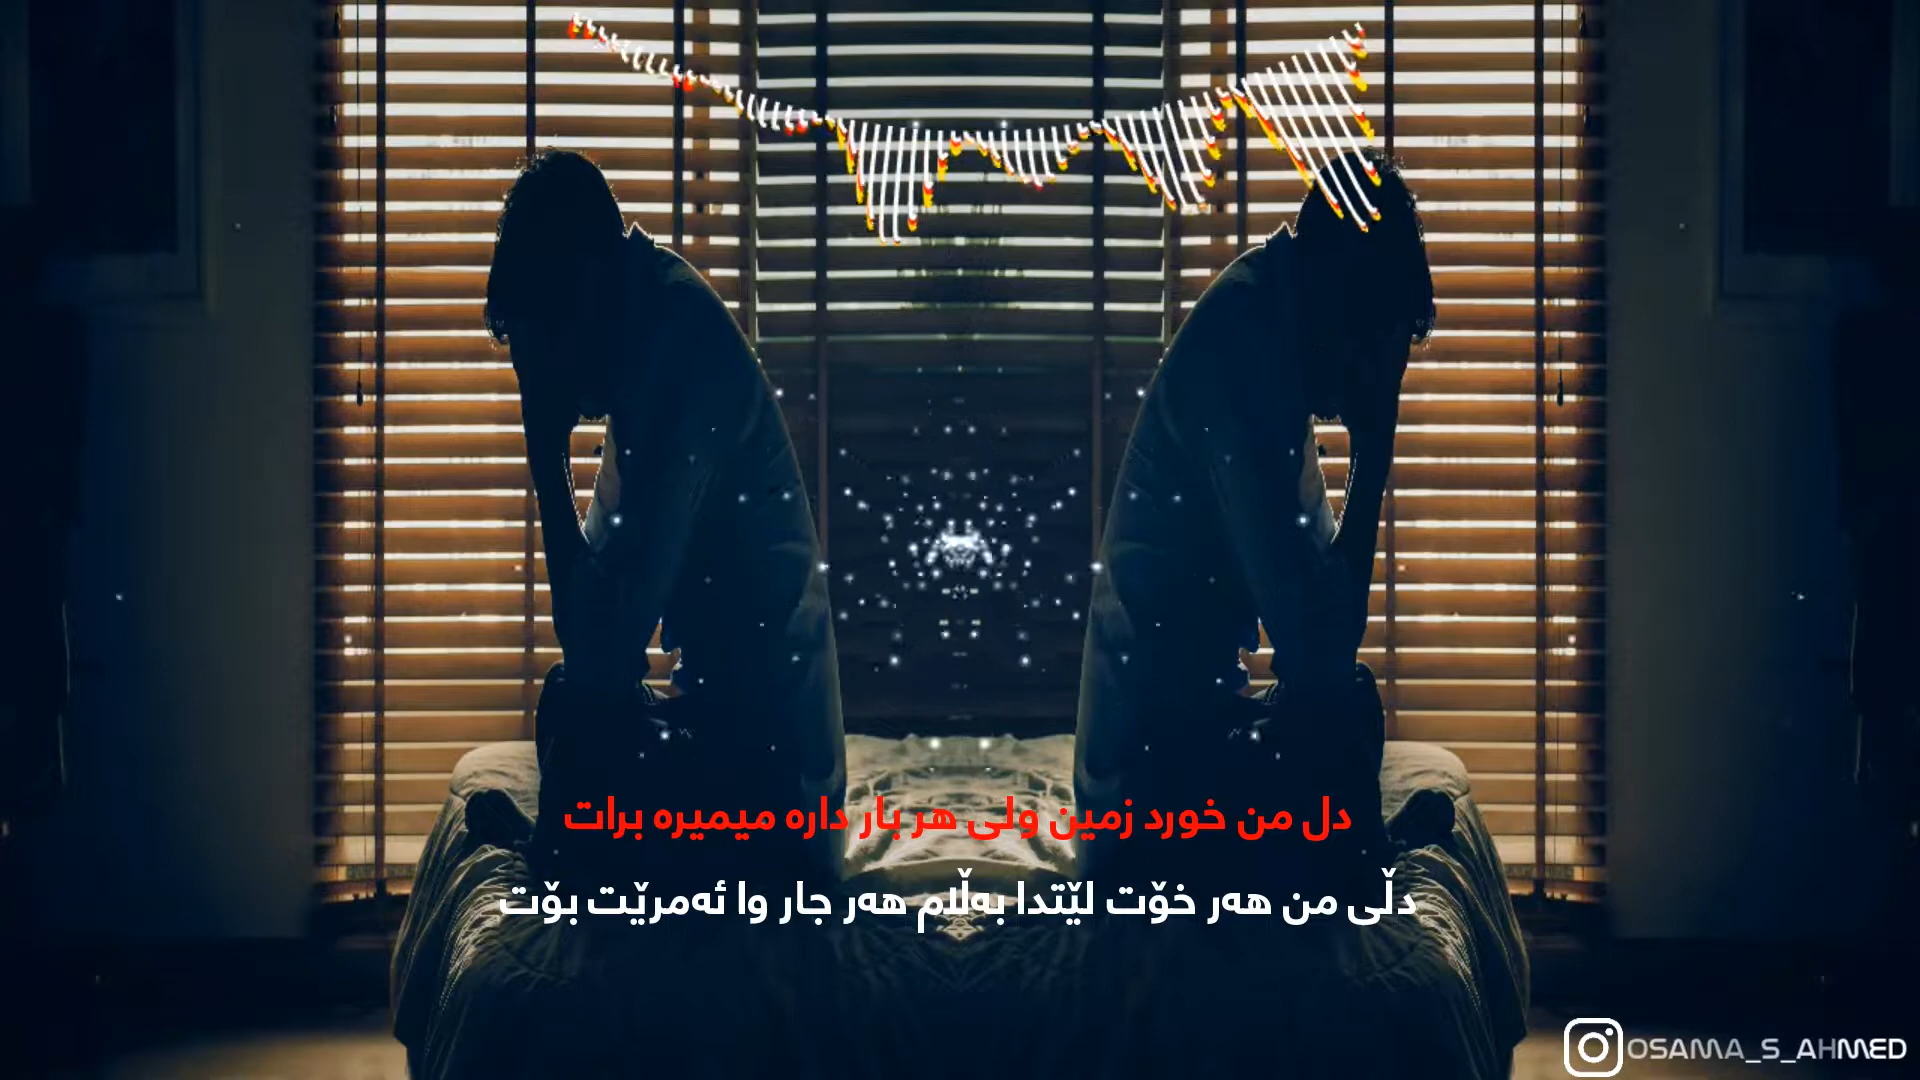 دل من خورد زمین ولی هر بار داره میمیره برات
دڵی من هەر خۆت لێتدا بەڵام هەر جار وا ئەمرێت بۆت
OSAMA_S_AHMED